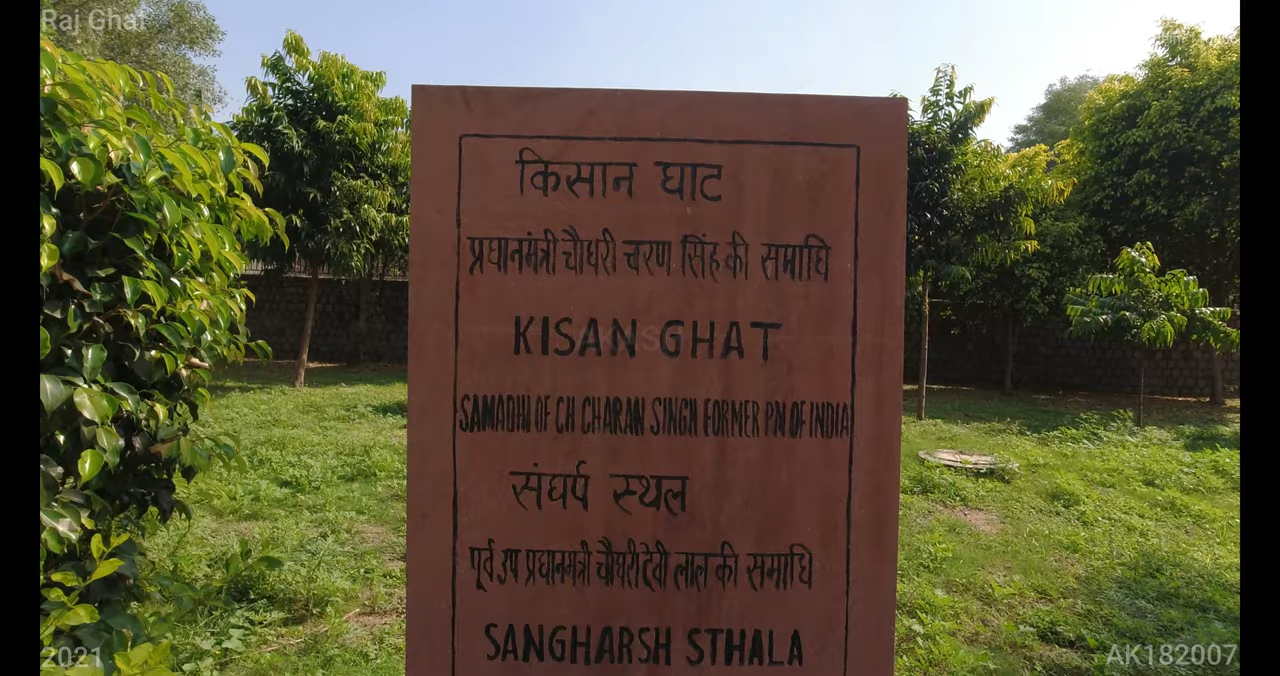 Raj Ghat
किसान घाट
प्रधानमंत्री चौधरी चरण सिंह की समाधि
KISAN GHAT
SAMADHI OF CH CHARAN SINGH FORMER PM OF INDIA
संघर्ष स्थल
पूर्व उप प्रधानमंत्री चौधरी देवी लाल की समाधि
SANGHARSH STHALA
2021
AK182007